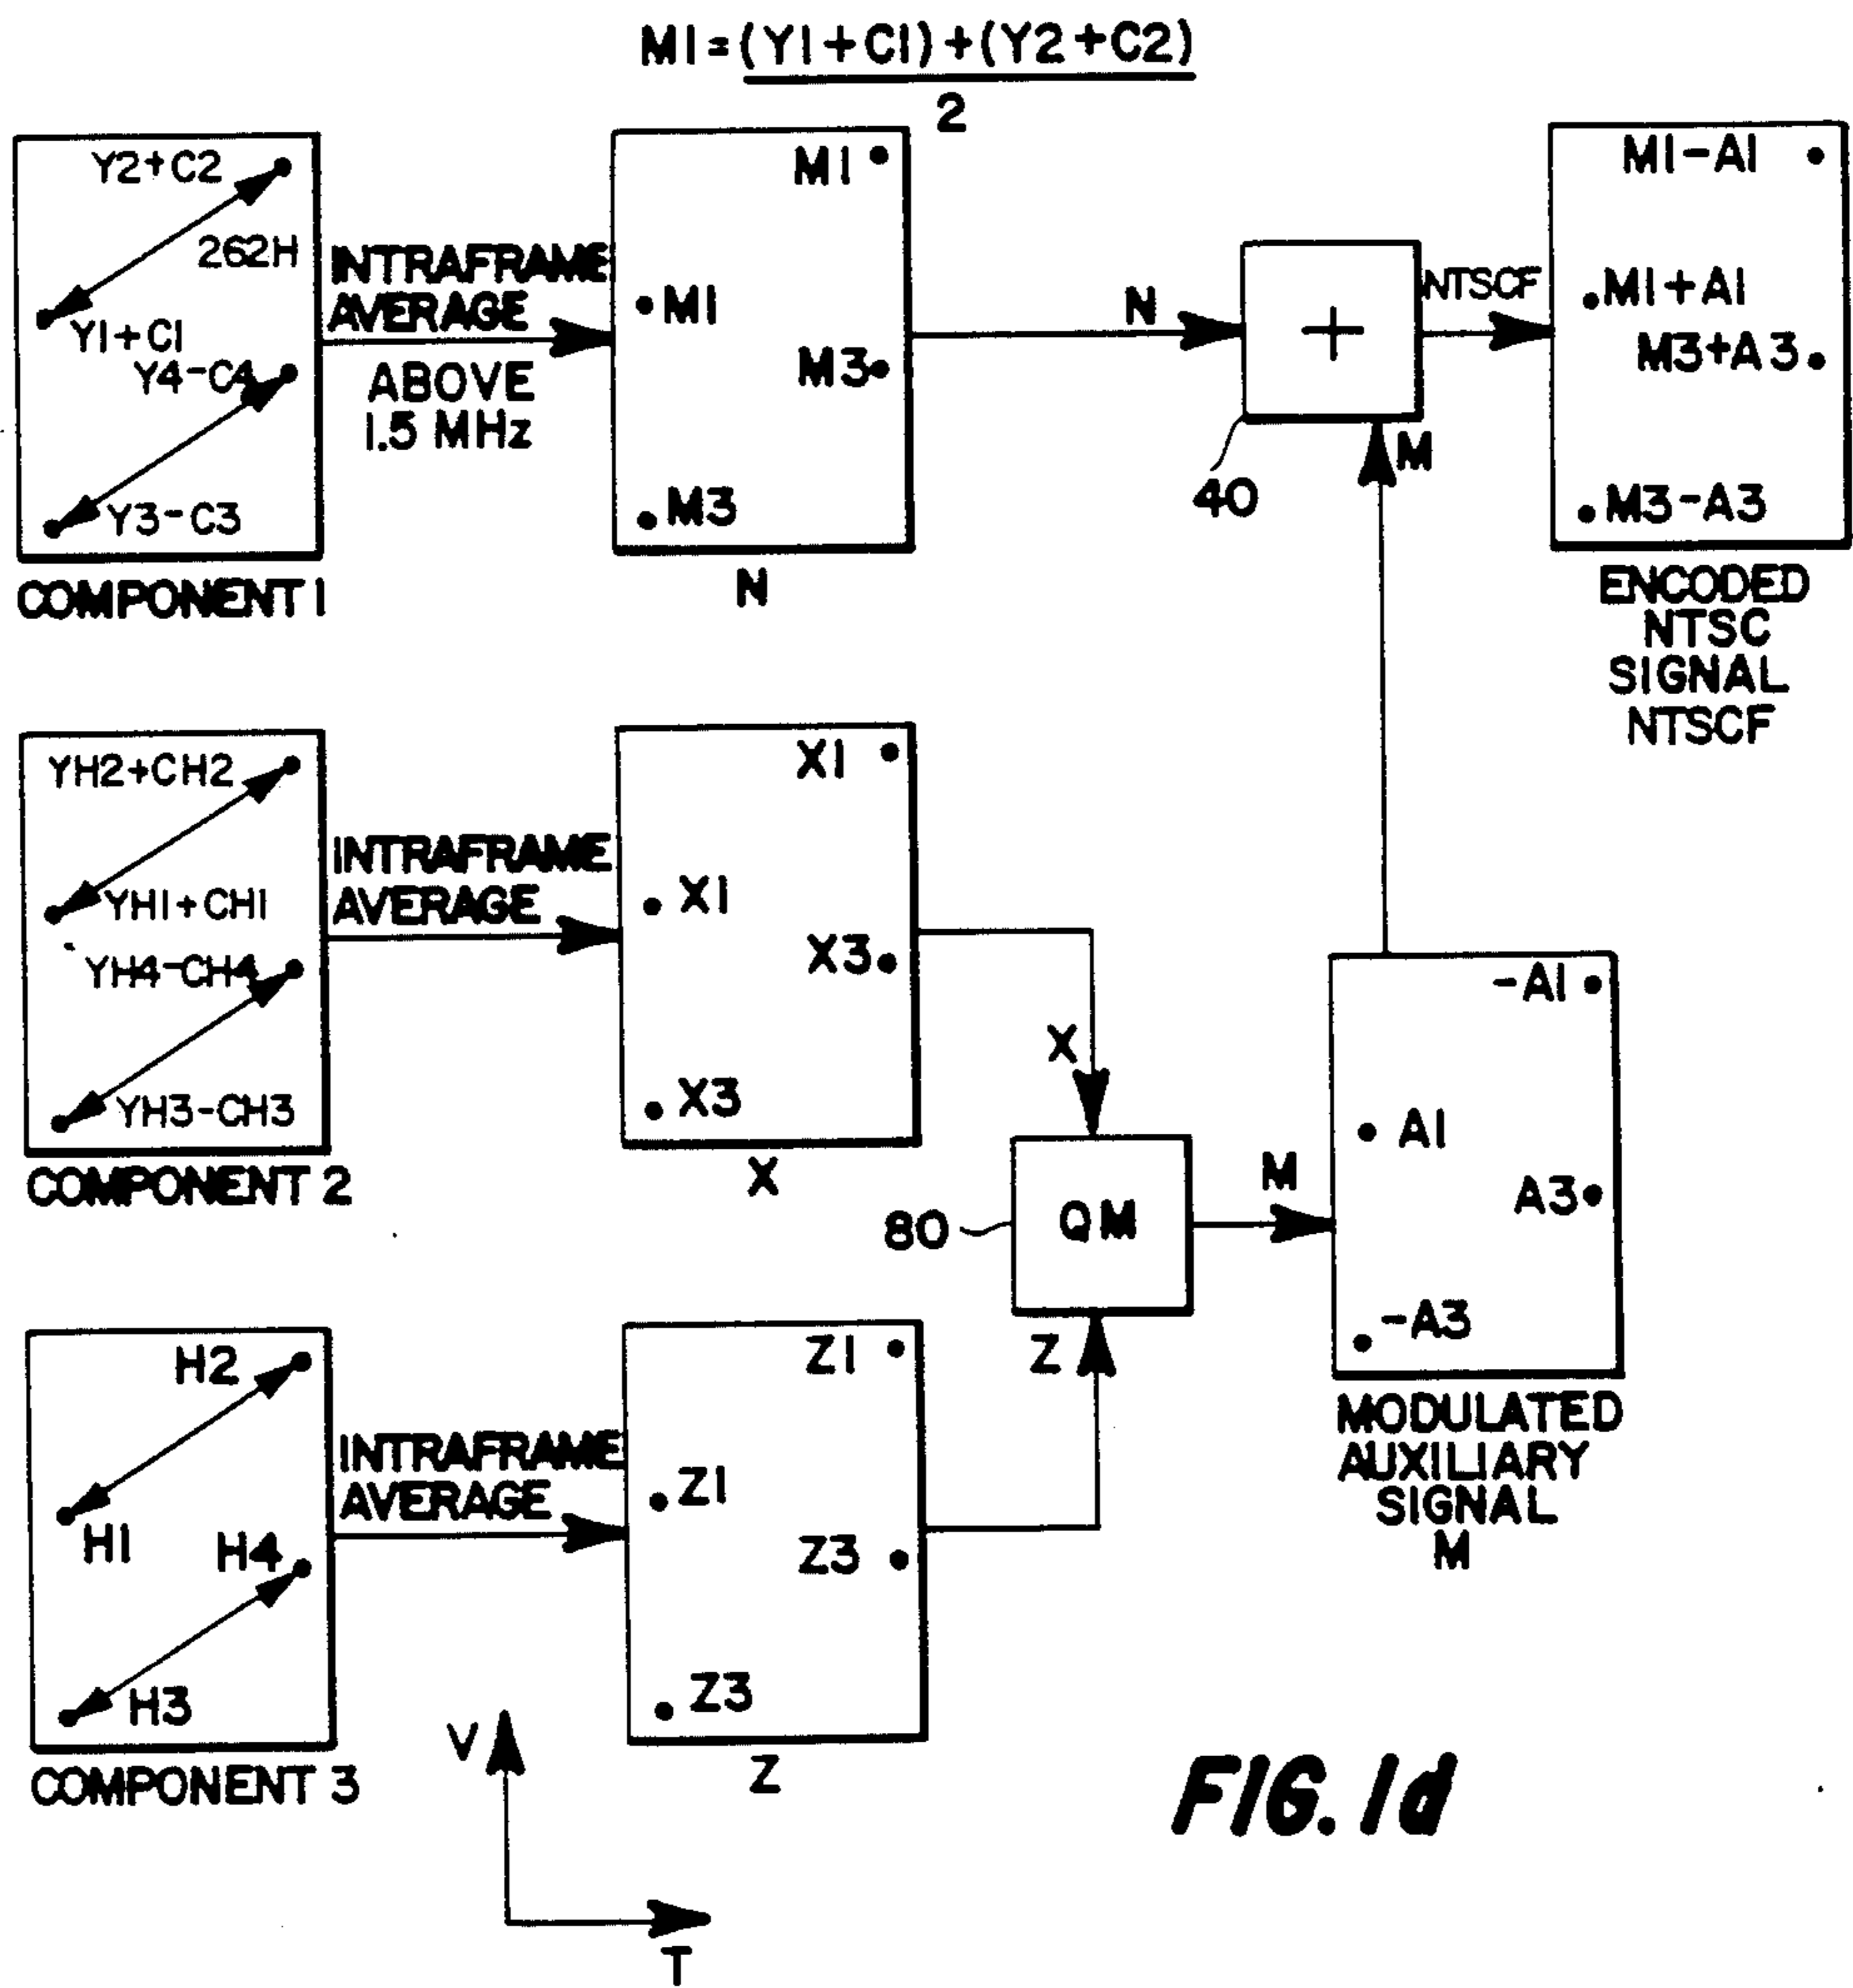 M1=(Y1+C1)+(Y2+C2)
2
Y2+C2
262H
Y1+C1
Y4-C4
Y3-C3
COMPONENT 1
INTRAFRAME
AVERAGE
ABOVE
1.5 MHz
M1
M1
M3
M3
N
N
+
40
M
NTSCF
M1-A1
M1+A1
M3+A3
M3-A3
ENCODED
NTSC
SIGNAL
NTSCF
YH2+CH2
YH1+CH1
YH4-CH4
YH3-CH3
COMPONENT 2
INTRAFRAME
AVERAGE
X1
X1
X3
X3
X
X
QM
80
M
Z
-A1
A1
A3
-A3
MODULATED
AUXILIARY
SIGNAL
M
H2
H1
H4
H3
COMPONENT 3
INTRAFRAME
AVERAGE
Z1
Z1
Z3
Z3
Z
V
T
FIG. 1d